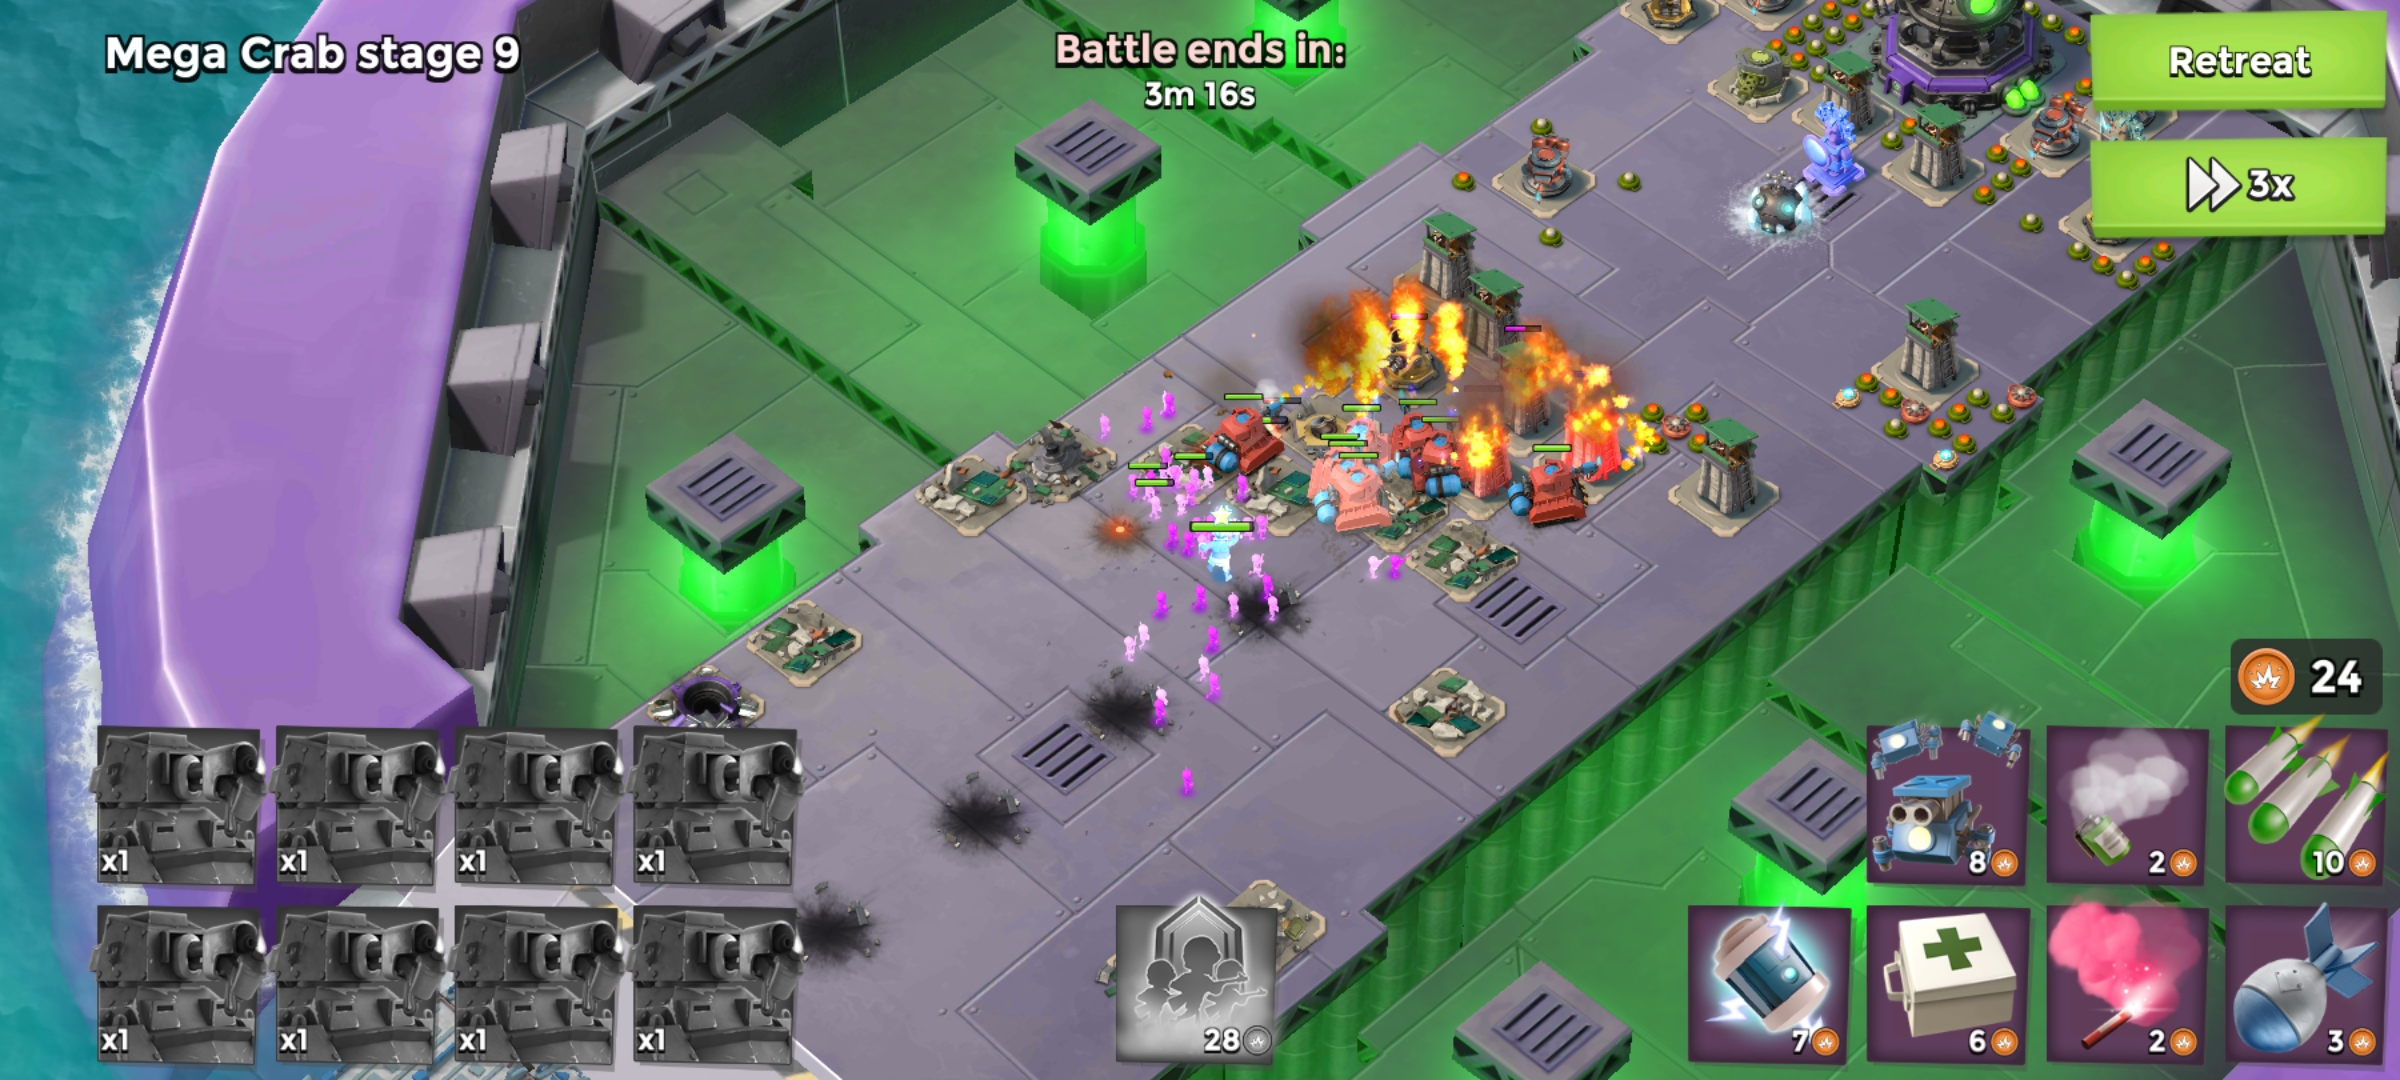 Mega Crab stage 9
Battle ends in:
3m 16s
Retreat
3x
24
8
2
10
x1
x1
x1
x1
x1
x1
x1
x1
28
7
6
2
3